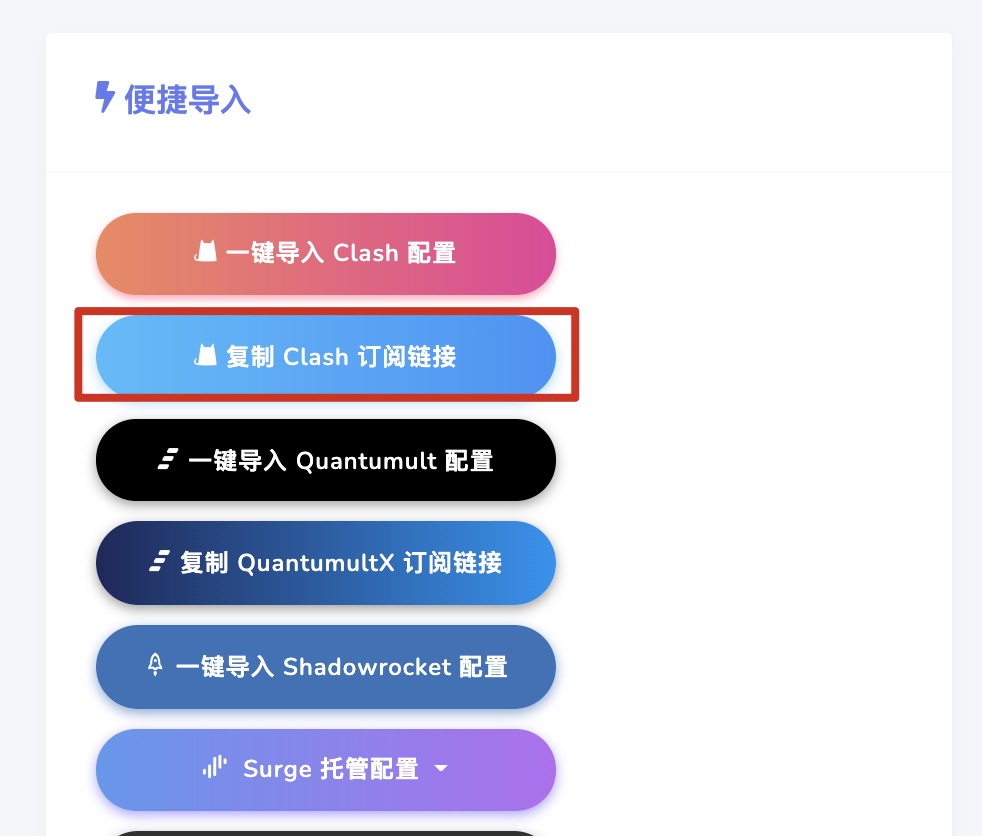 便捷导入
一键导入 Clash 配置
复制 Clash 订阅链接
一键导入 Quantumult 配置
复制 QuantumultX 订阅链接
一键导入 Shadowrocket 配置
Surge 托管配置